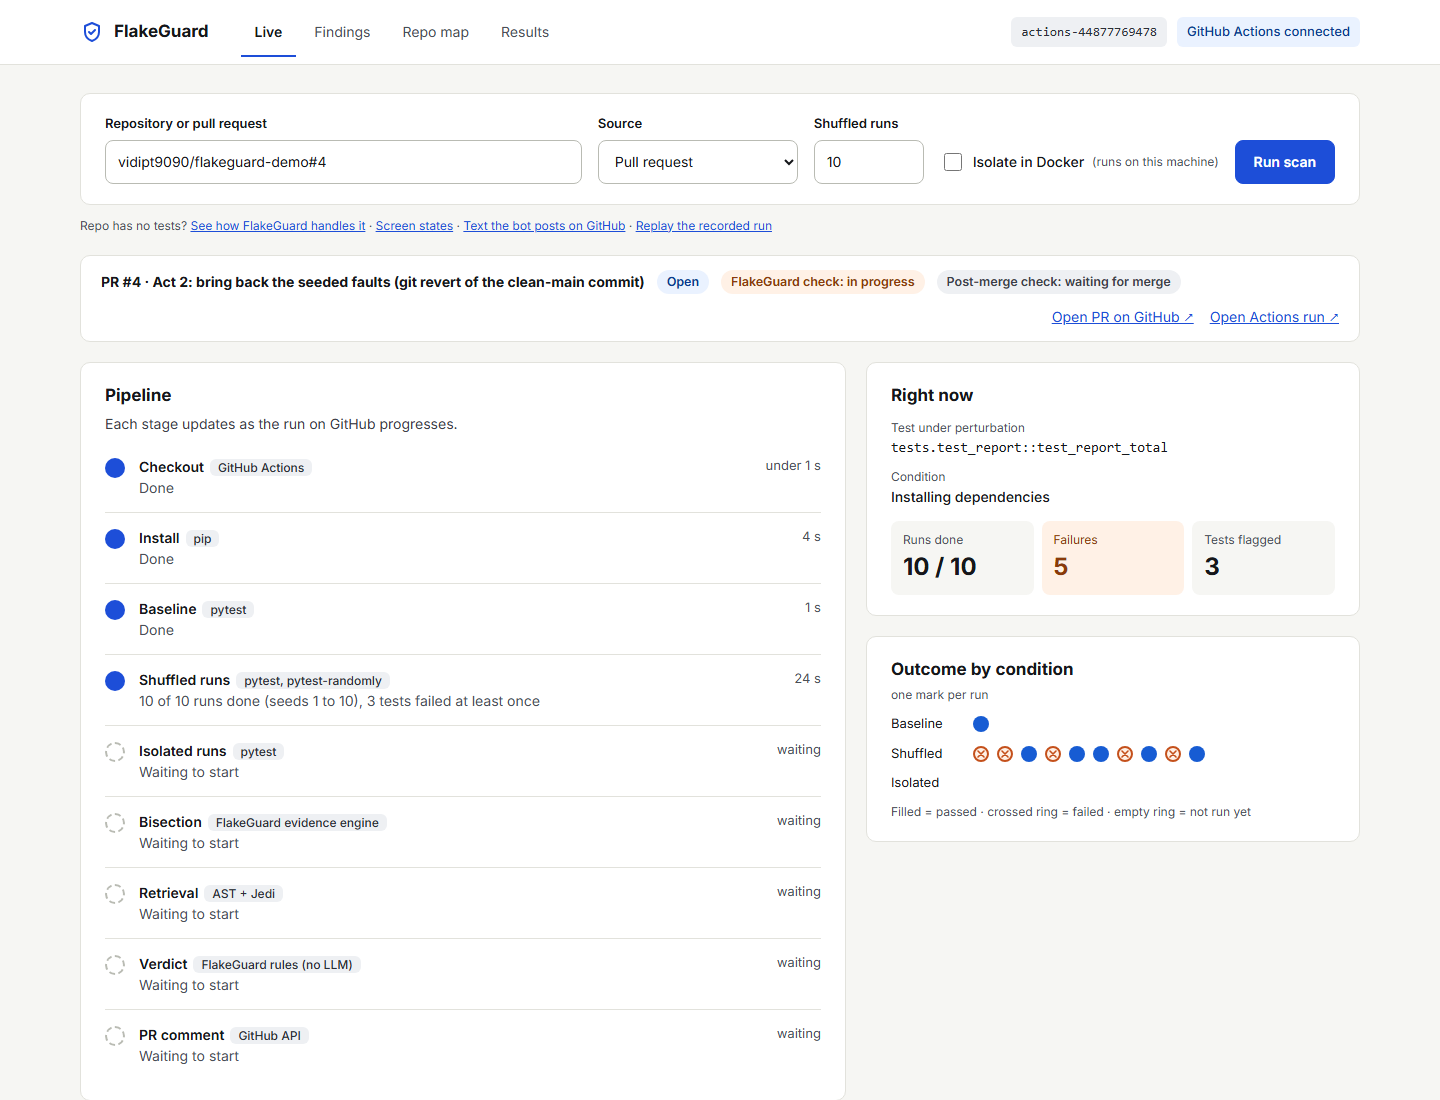 FlakeGuard
Live
Findings
Repo map
Results
actions-44877769478
GitHub Actions connected
Repository or pull request
Source
Shuffled runs
vidipt9090/flakeguard-demo#4
Pull request
10
Isolate in Docker (runs on this machine)
Run scan
Repo has no tests? See how FlakeGuard handles it · Screen states · Text the bot posts on GitHub · Replay the recorded run
PR #4 · Act 2: bring back the seeded faults (git revert of the clean-main commit)
Open
FlakeGuard check: in progress
Post-merge check: waiting for merge
Open PR on GitHub ↗
Open Actions run ↗
Pipeline
Each stage updates as the run on GitHub progresses.
Checkout GitHub Actions
under 1 s
Done
Install pip
4 s
Done
Baseline pytest
1 s
Done
Shuffled runs pytest, pytest-randomly
24 s
10 of 10 runs done (seeds 1 to 10), 3 tests failed at least once
Isolated runs pytest
waiting
Waiting to start
Bisection FlakeGuard evidence engine
waiting
Waiting to start
Retrieval AST + Jedi
waiting
Waiting to start
Verdict FlakeGuard rules (no LLM)
waiting
Waiting to start
PR comment GitHub API
waiting
Waiting to start
Right now
Test under perturbation
tests.test_report::test_report_total
Condition
Installing dependencies
Runs done
10 / 10
Failures
5
Tests flagged
3
Outcome by condition
one mark per run
Baseline
Shuffled
Isolated
Filled = passed · crossed ring = failed · empty ring = not run yet